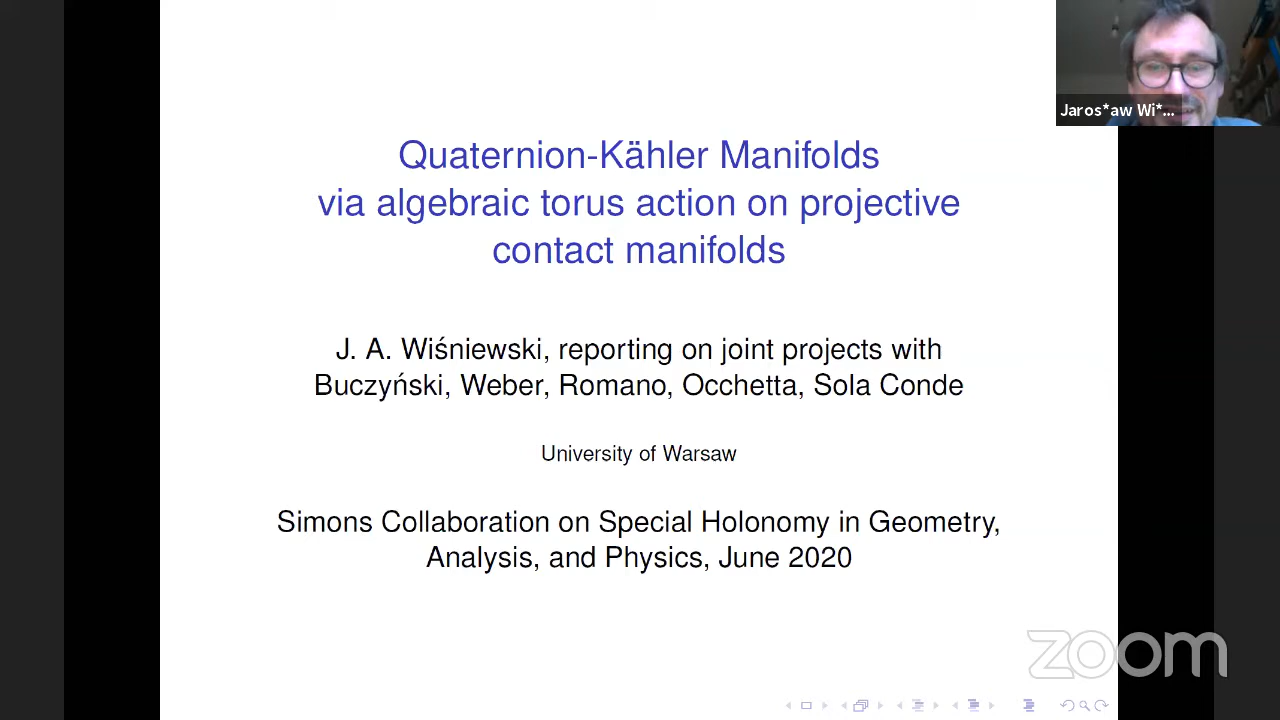 Jaros*aw Wi*...
Quaternion-Kähler Manifolds
via algebraic torus action on projective
contact manifolds
J. A. Wiśniewski, reporting on joint projects with
Buczyński, Weber, Romano, Occhetta, Sola Conde
University of Warsaw
Simons Collaboration on Special Holonomy in Geometry,
Analysis, and Physics, June 2020
zoom